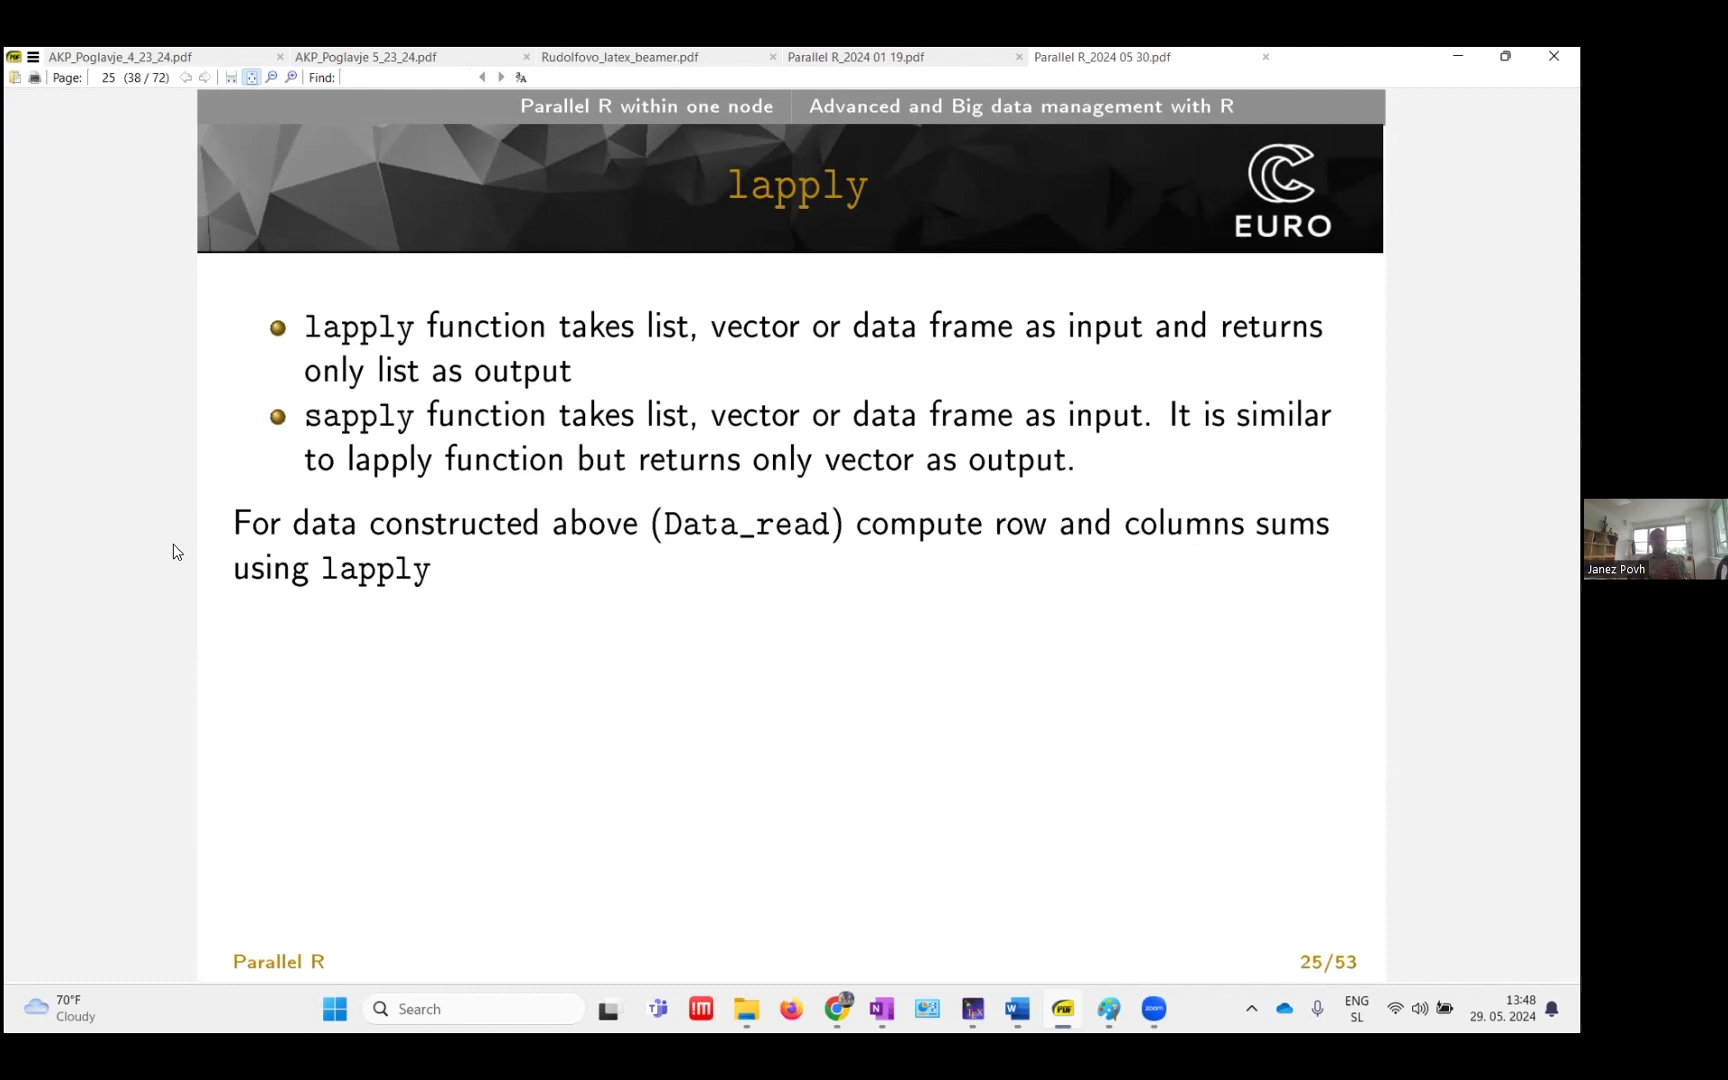 AKP_Poglavje_4_23_24.pdf
AKP_Poglavje 5_23_24.pdf
Rudolfovo_latex_beamer.pdf
Parallel R_2024 01 19.pdf
Parallel R_2024 05 30.pdf
Page: 25 (38 / 72)
Find:
Parallel R within one node
Advanced and Big data management with R
lapply
EURO
lapply function takes list, vector or data frame as input and returns
only list as output
sapply function takes list, vector or data frame as input. It is similar
to lapply function but returns only vector as output.
For data constructed above (Data_read) compute row and columns sums
using lapply
Janez Povh
Parallel R
25/53
70°F
Cloudy
Search
ENG
SL
13:48
29. 05. 2024